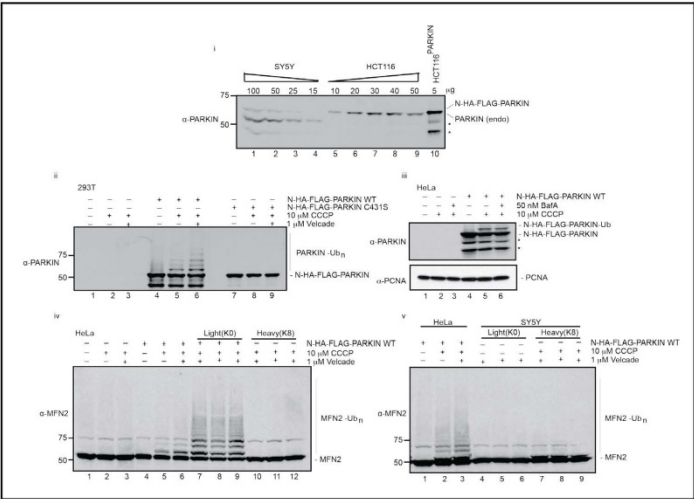 i
SY5Y HCT116 HCT116 PARKIN
100 50 25 15 10 20 30 40 50 5 μg
α-PARKIN
50
N-HA-FLAG-PARKIN
PARKIN (endo)
*
*
1 2 3 4 5 6 7 8 9 10
ii
293T
– – – + + + – – – N-HA-FLAG-PARKIN WT
– – – – – – + + + N-HA-FLAG-PARKIN C431S
– + + – + + – + + 10 μM CCCP
– – + – – + – – + 1 μM Velcade
α-PARKIN
75
50
PARKIN -Ubn
- N-HA-FLAG-PARKIN
1 2 3 4 5 6 7 8 9
iii
HeLa
– – – + + + N-HA-FLAG-PARKIN WT
– – + – – + 50 nM BafA
– + + – + + 10 μM CCCP
α-PARKIN
- N-HA-FLAG-PARKIN-Ub
- N-HA-FLAG-PARKIN
*
*
α-PCNA
- PCNA
1 2 3 4 5 6
iv
HeLa
Light(K0) Heavy(K8)
N-HA-FLAG-PARKIN WT
10 μM CCCP
1 μM Velcade
α-MFN2
75
50
MFN2 -Ubn
- MFN2
1 2 3 4 5 6 7 8 9 10 11 12
v
HeLa SY5Y
Light(K0) Heavy(K8)
N-HA-FLAG-PARKIN WT
10 μM CCCP
1 μM Velcade
α-MFN2
75
50
MFN2 -Ubn
- MFN2
1 2 3 4 5 6 7 8 9